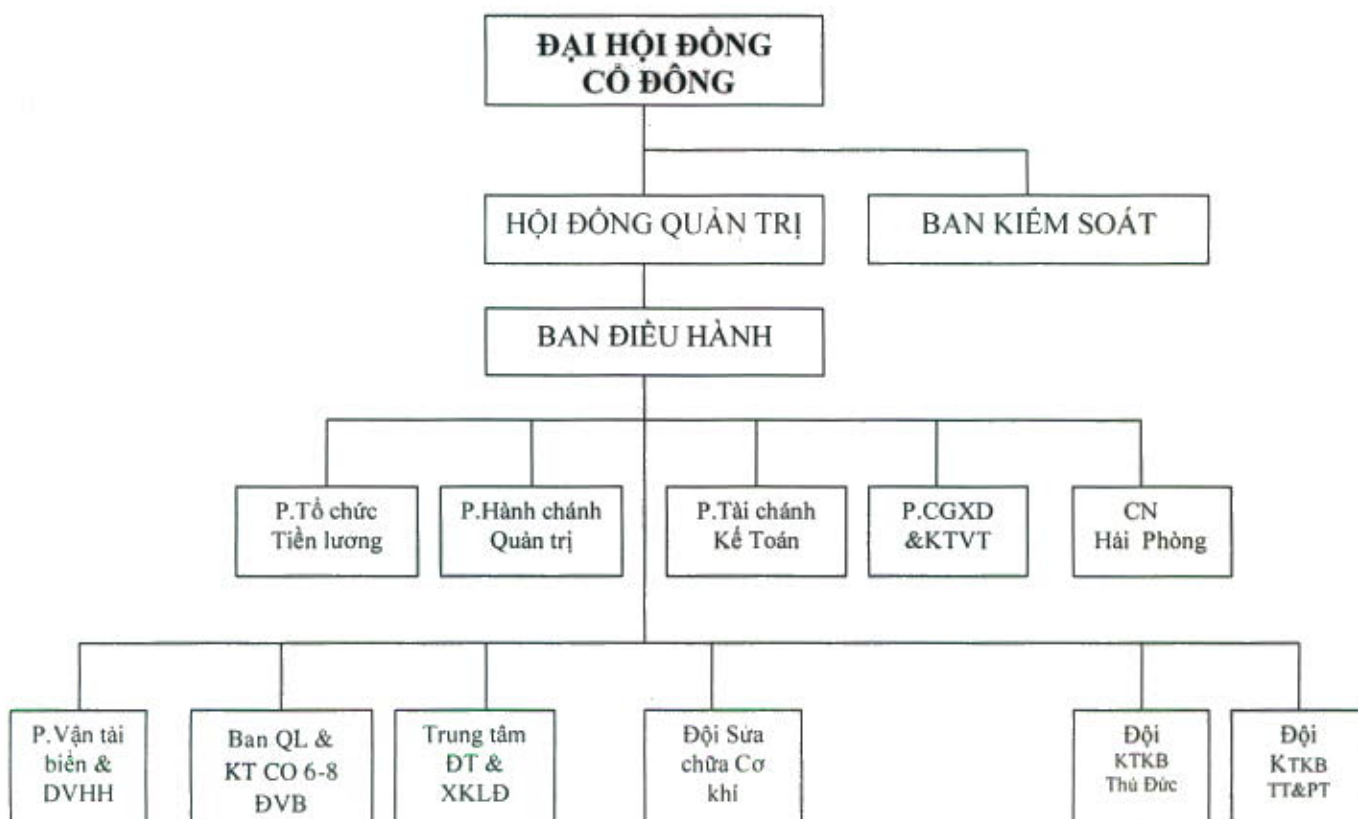 ĐẠI HỘI ĐỒNG
CỔ ĐÔNG
HỘI ĐỒNG QUẢN TRỊ
BAN KIỂM SOÁT
BAN ĐIỀU HÀNH
P.Tổ chức
Tiền lương
P.Hành chánh
Quản trị
P.Tài chánh
Kế Toán
P.CGXD
&KTVT
CN
Hải Phòng
P.Vận tải
biển &
DVHH
Ban QL &
KT CO 6-8
ĐVB
Trung tâm
ĐT &
XKLĐ
Đội Sửa
chữa Cơ
khí
Đội
KTKB
Thủ Đức
Đội
KTKB
TT&PT